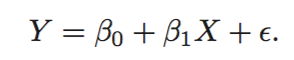 Y = β₀ + β₁X + ϵ.